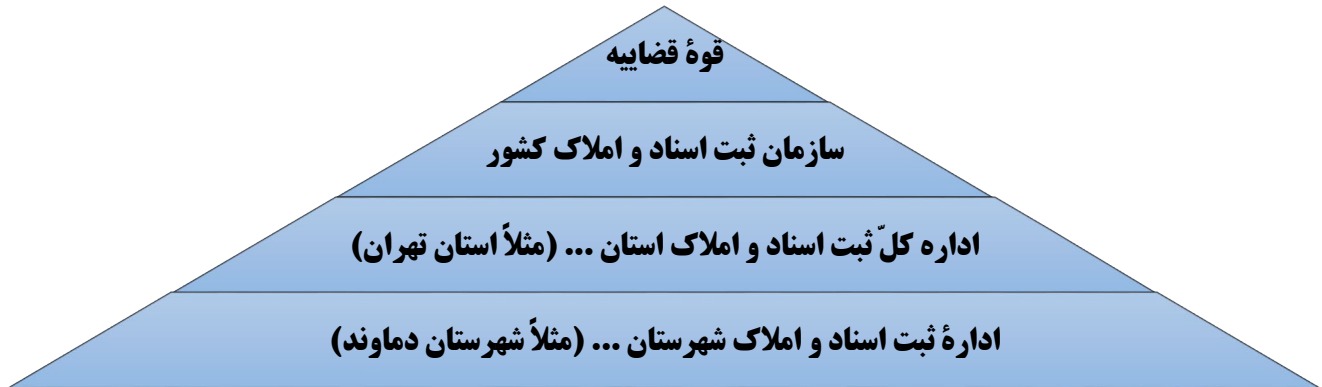 قوهٔ قضاییه
سازمان ثبت اسناد و املاک کشور
اداره کلّ ثبت اسناد و املاک استان ... (مثلاً استان تهران)
ادارهٔ ثبت اسناد و املاک شهرستان ... (مثلاً شهرستان دماوند)